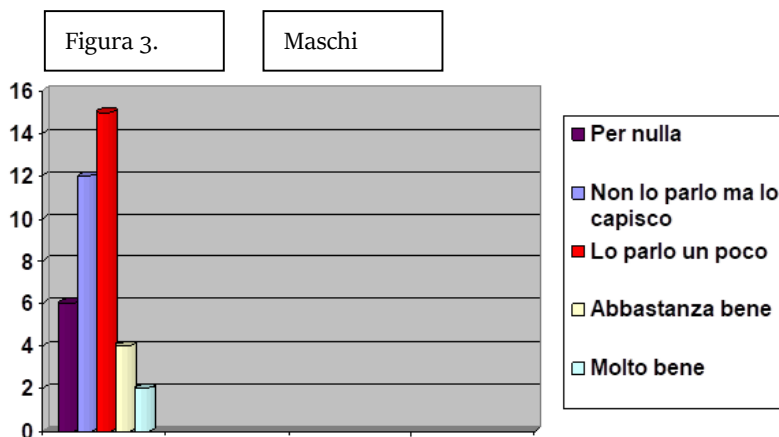 Figura 3.
Maschi
16
14
12
10
8
6
4
2
0
Per nulla
Non lo parlo ma lo
capisco
Lo parlo un poco
Abbastanza bene
Molto bene